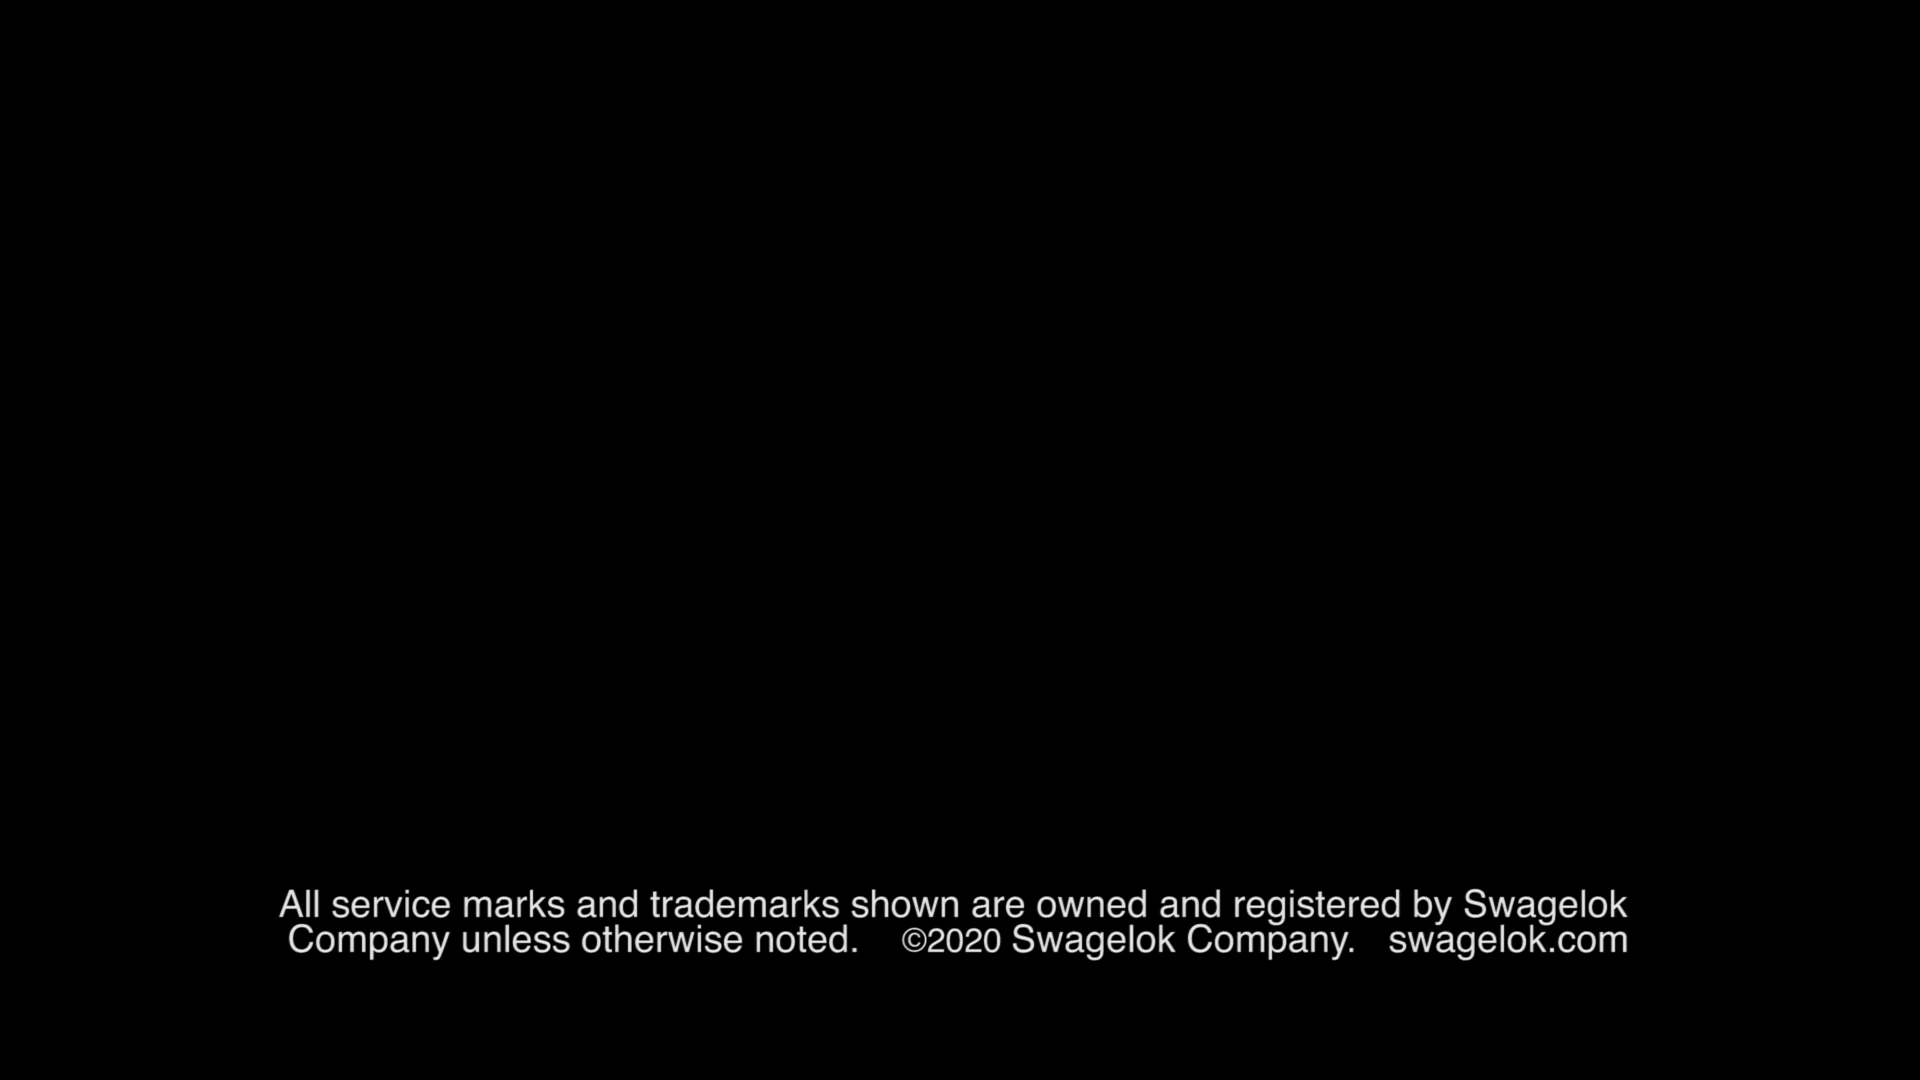 All service marks and trademarks shown are owned and registered by Swagelok
Company unless otherwise noted. ©2020 Swagelok Company. swagelok.com